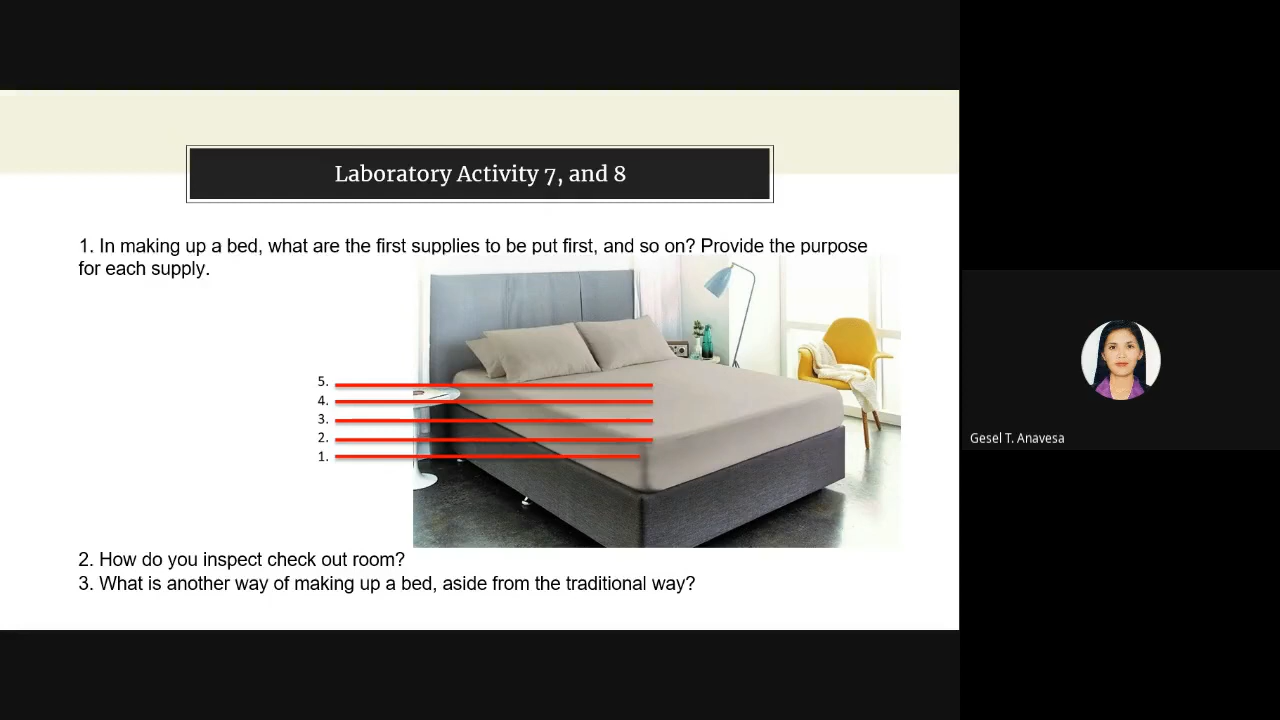 Laboratory Activity 7, and 8
1. In making up a bed, what are the first supplies to be put first, and so on? Provide the purpose
for each supply.
5.
4.
3.
2.
1.
Gesel T. Anavesa
2. How do you inspect check out room?
3. What is another way of making up a bed, aside from the traditional way?